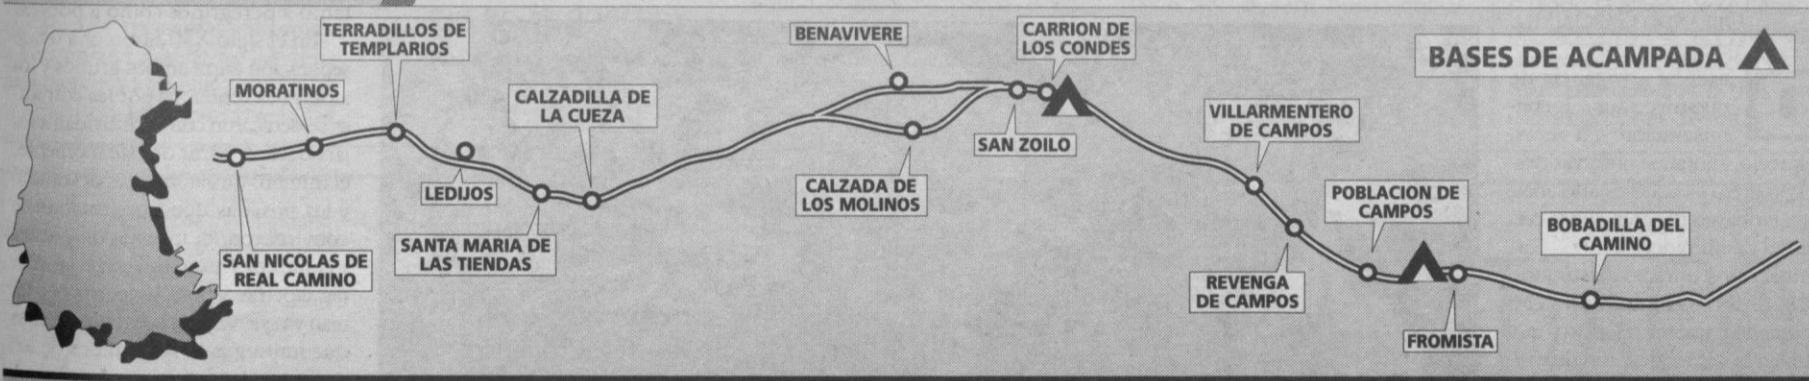 TERRADILLOS DE
TEMPLARIOS
BENAVIVERE
CARRION DE
LOS CONDES
BASES DE ACAMPADA
MORATINOS
CALZADILLA DE
LA CUEZA
VILLARMENTERO
DE CAMPOS
SAN ZOILO
LEDIJOS
CALZADA DE
LOS MOLINOS
POBLACION DE
CAMPOS
BOBADILLA DEL
CAMINO
SANTA MARIA DE
LAS TIENDAS
SAN NICOLAS DE
REAL CAMINO
REVENGA
DE CAMPOS
FROMISTA